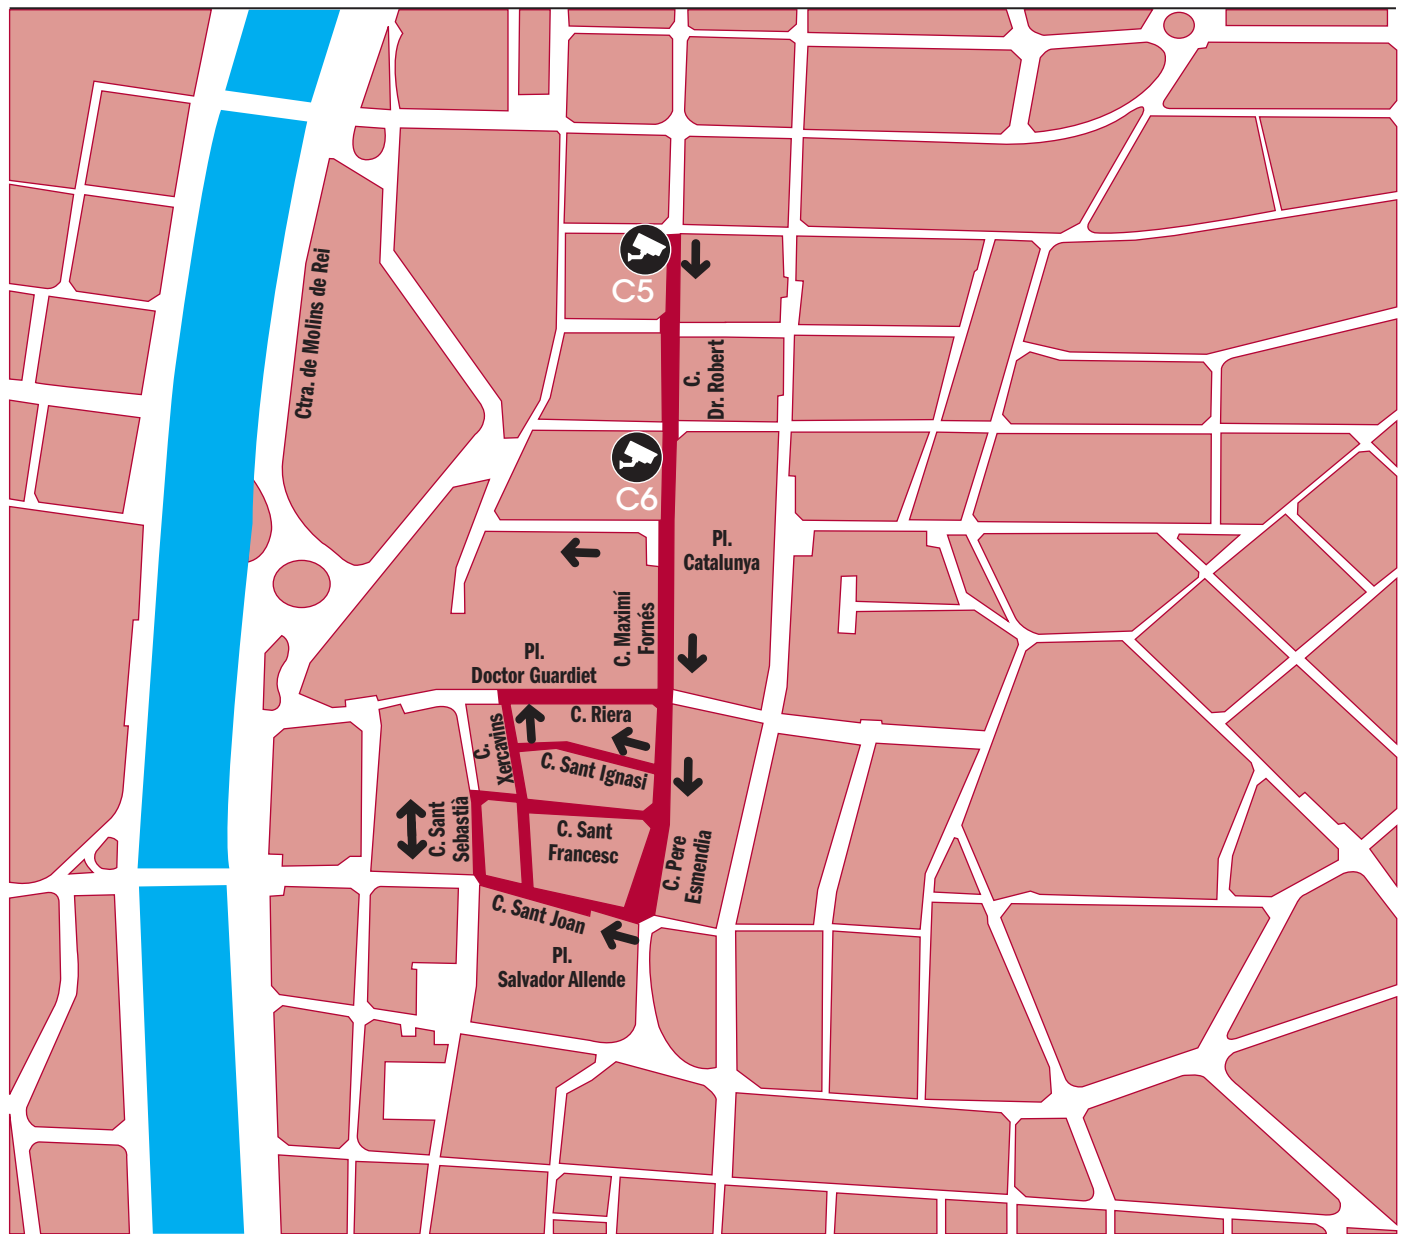 C5
Ctra. de Molins de Rei
C.
Dr. Robert
C6
Pl.
Catalunya
C. Maximí
Fornés
Pl.
Doctor Guardiet
C. Riera
C.
Xercavins
C. Sant Ignasi
C. Sant
Sebastià
C. Sant
Francesc
C. Pere
Esmendia
C. Sant Joan
Pl.
Salvador Allende